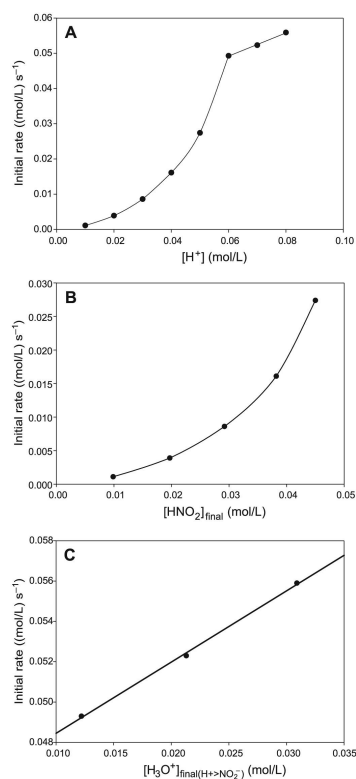 A
Initial rate ((mol/L) s⁻¹)
0.06
0.05
0.04
0.03
0.02
0.01
0.00
0.00 0.02 0.04 0.06 0.08 0.10
[H⁺] (mol/L)
B
Initial rate ((mol/L) s⁻¹)
0.030
0.025
0.020
0.015
0.010
0.005
0.000
0.00 0.01 0.02 0.03 0.04 0.05
[HNO₂]final (mol/L)
C
Initial rate ((mol/L) s⁻¹)
0.058
0.056
0.054
0.052
0.050
0.048
0.010 0.015 0.020 0.025 0.030 0.035
[H₃O⁺]final(H+>NO₂⁻) (mol/L)